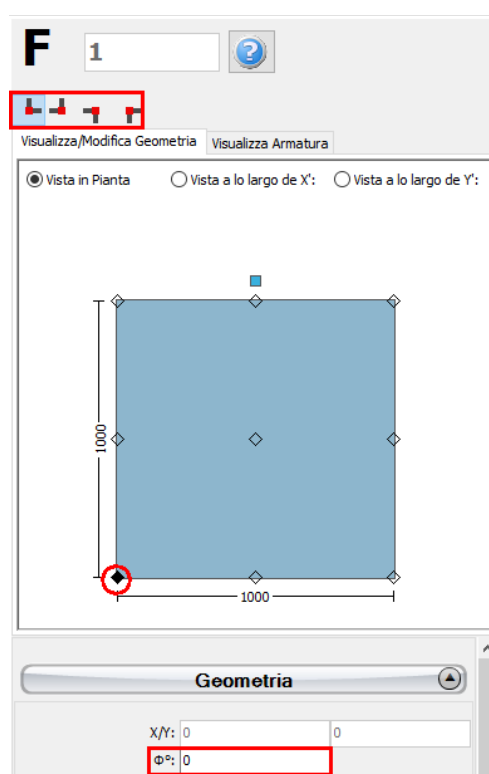 F 1
Visualizza/Modifica Geometria Visualizza Armatura
Vista in Pianta Vista a lo largo de X': Vista a lo largo de Y':
1000
1000
Geometria
X/Y: 0 0
Φ°: 0